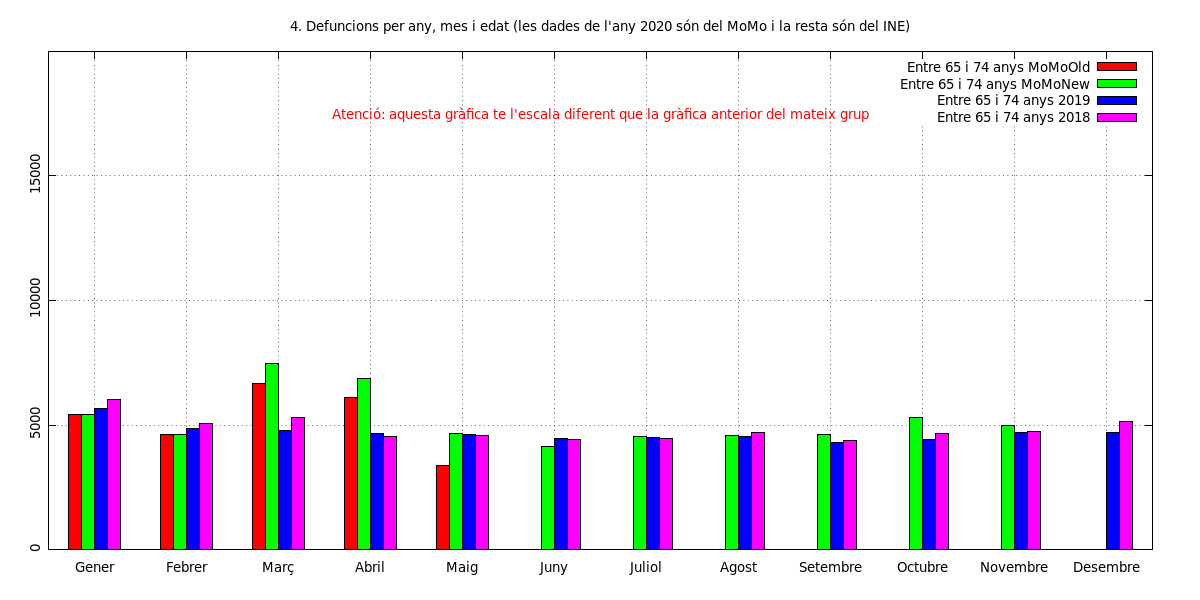 4. Defuncions per any, mes i edat (les dades de l'any 2020 són del MoMo i la resta són del INE)
Entre 65 i 74 anys MoMoOld
Entre 65 i 74 anys MoMoNew
Entre 65 i 74 anys 2019
Entre 65 i 74 anys 2018
Atenció: aquesta gràfica te l'escala diferent que la gràfica anterior del mateix grup
15000
10000
5000
0
Gener Febrer Març Abril Maig Juny Juliol Agost Setembre Octubre Novembre Desembre